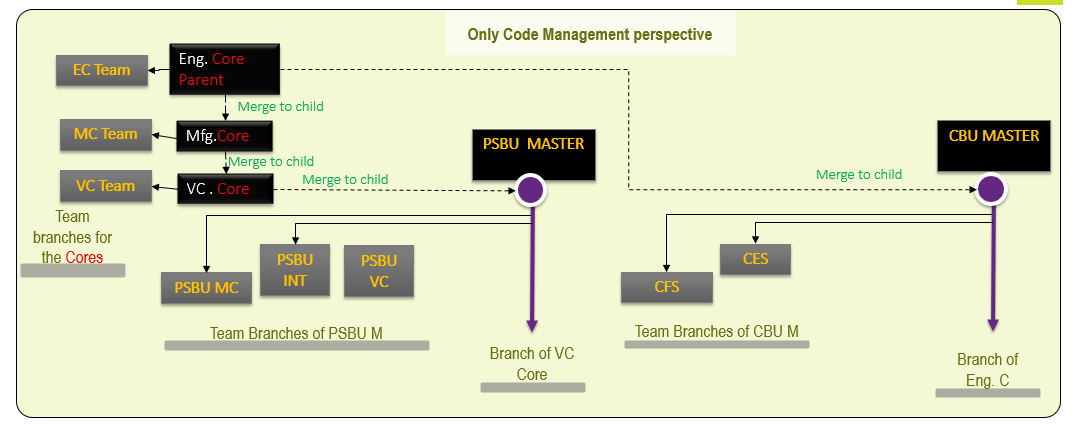 Only Code Management perspective
EC Team
Eng. Core
Parent
Merge to child
MC Team
Mfg.Core
Merge to child
VC Team
VC . Core
Merge to child
Team
branches for
the Cores
PSBU MASTER
CBU MASTER
Merge to child
PSBU MC
PSBU
INT
PSBU
VC
CFS
CES
Team Branches of PSBU M
Team Branches of CBU M
Branch of VC
Core
Branch of
Eng. C